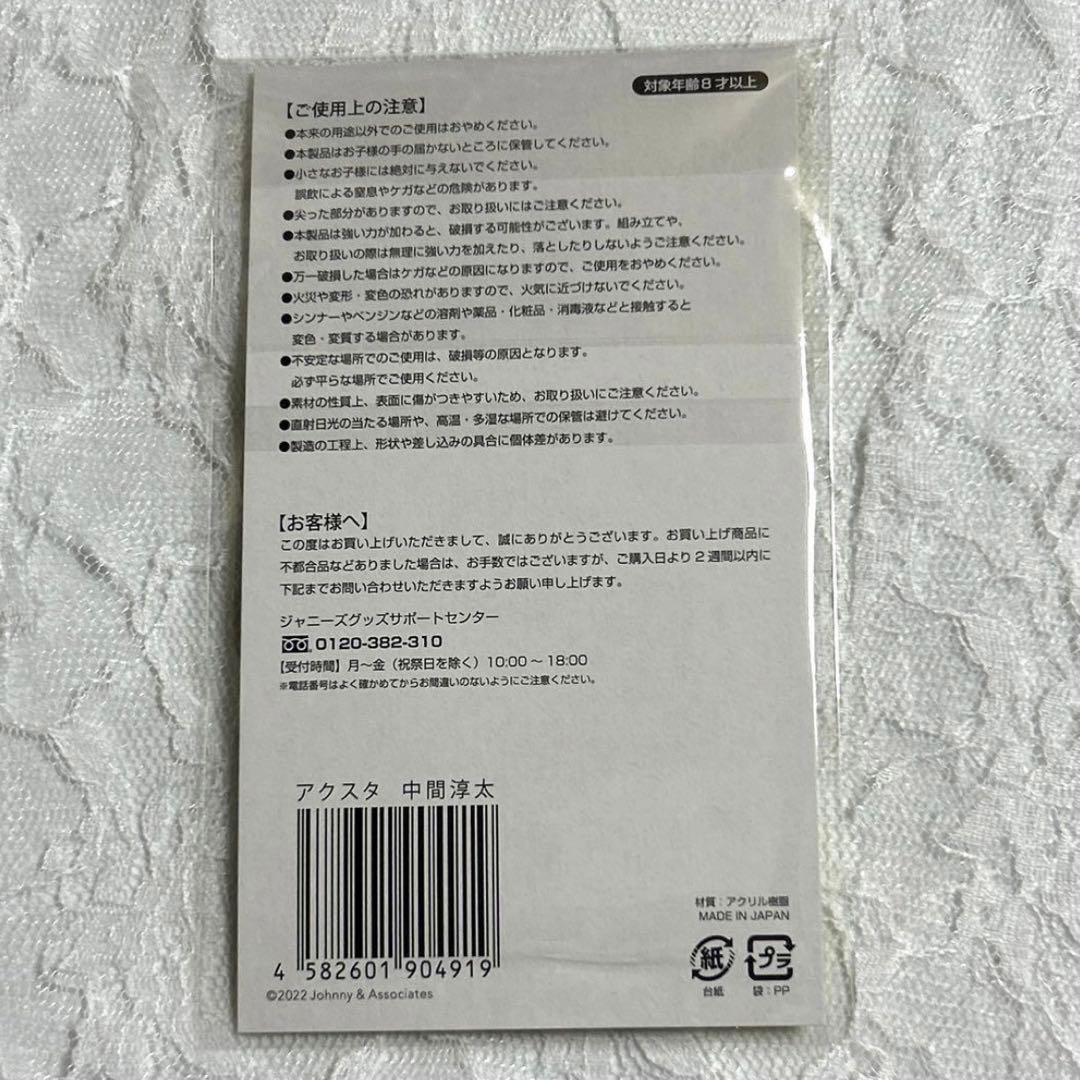 対象年齢8才以上
【ご使用上の注意】
●本来の用途以外でのご使用はおやめください。
●本製品はお子様の手の届かないところに保管してください。
●小さなお子様には絶対に与えないでください。
誤飲による窒息やケガなどの危険があります。
●尖った部分がありますので、お取り扱いにはご注意ください。
●本製品は強い力が加わると、破損する可能性がございます。組み立てや、
お取り扱いの際は無理に強い力を加えたり、落としたりしないようご注意ください。
●万一破損した場合はケガなどの原因になりますので、ご使用をおやめください。
●火災や変形・変色の恐れがありますので、火気に近づけないでください。
●シンナーやベンジンなどの溶剤や薬品・化粧品・消毒液などと接触すると
変色・変質する場合があります。
●不安定な場所でのご使用は、破損等の原因となります。
必ず平らな場所でご使用ください。
●素材の性質上、表面に傷がつきやすいため、お取り扱いにご注意ください。
●直射日光の当たる場所や、高温・多湿な場所での保管は避けてください。
●製造の工程上、形状や差し込みの具合に個体差があります。
【お客様へ】
この度はお買い上げいただきまして、誠にありがとうございます。お買い上げ商品に
不都合品などありました場合は、お手数ではございますが、ご購入日より2週間以内に
下記までお問い合わせいただきますようお願い申し上げます。
ジャニーズグッズサポートセンター
0120-382-310
【受付時間】月〜金（祝祭日を除く）10:00〜18:00
※電話番号はよく確かめてからお間違いのないようにご注意ください。
アクスタ 中間淳太
4 582601 904919
©2022 Johnny & Associates
材質：アクリル樹脂
MADE IN JAPAN
紙 プラ
台紙 袋：PP